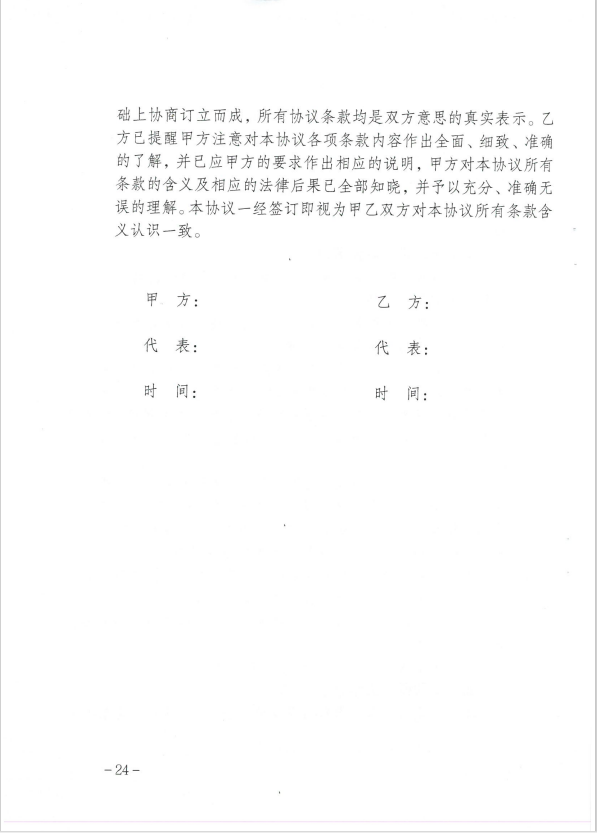 础上协商订立而成，所有协议条款均是双方意思的真实表示。乙
方已提醒甲方注意对本协议各项条款内容作出全面、细致、准确
的了解，并已应甲方的要求作出相应的说明，甲方对本协议所有
条款的含义及相应的法律后果已全部知晓，并予以充分、准确无
误的理解。本协议一经签订即视为甲乙双方对本协议所有条款含
义认识一致。
甲　方：　乙　方：
代　表：　代　表：
时　间：　时　间：
－24－